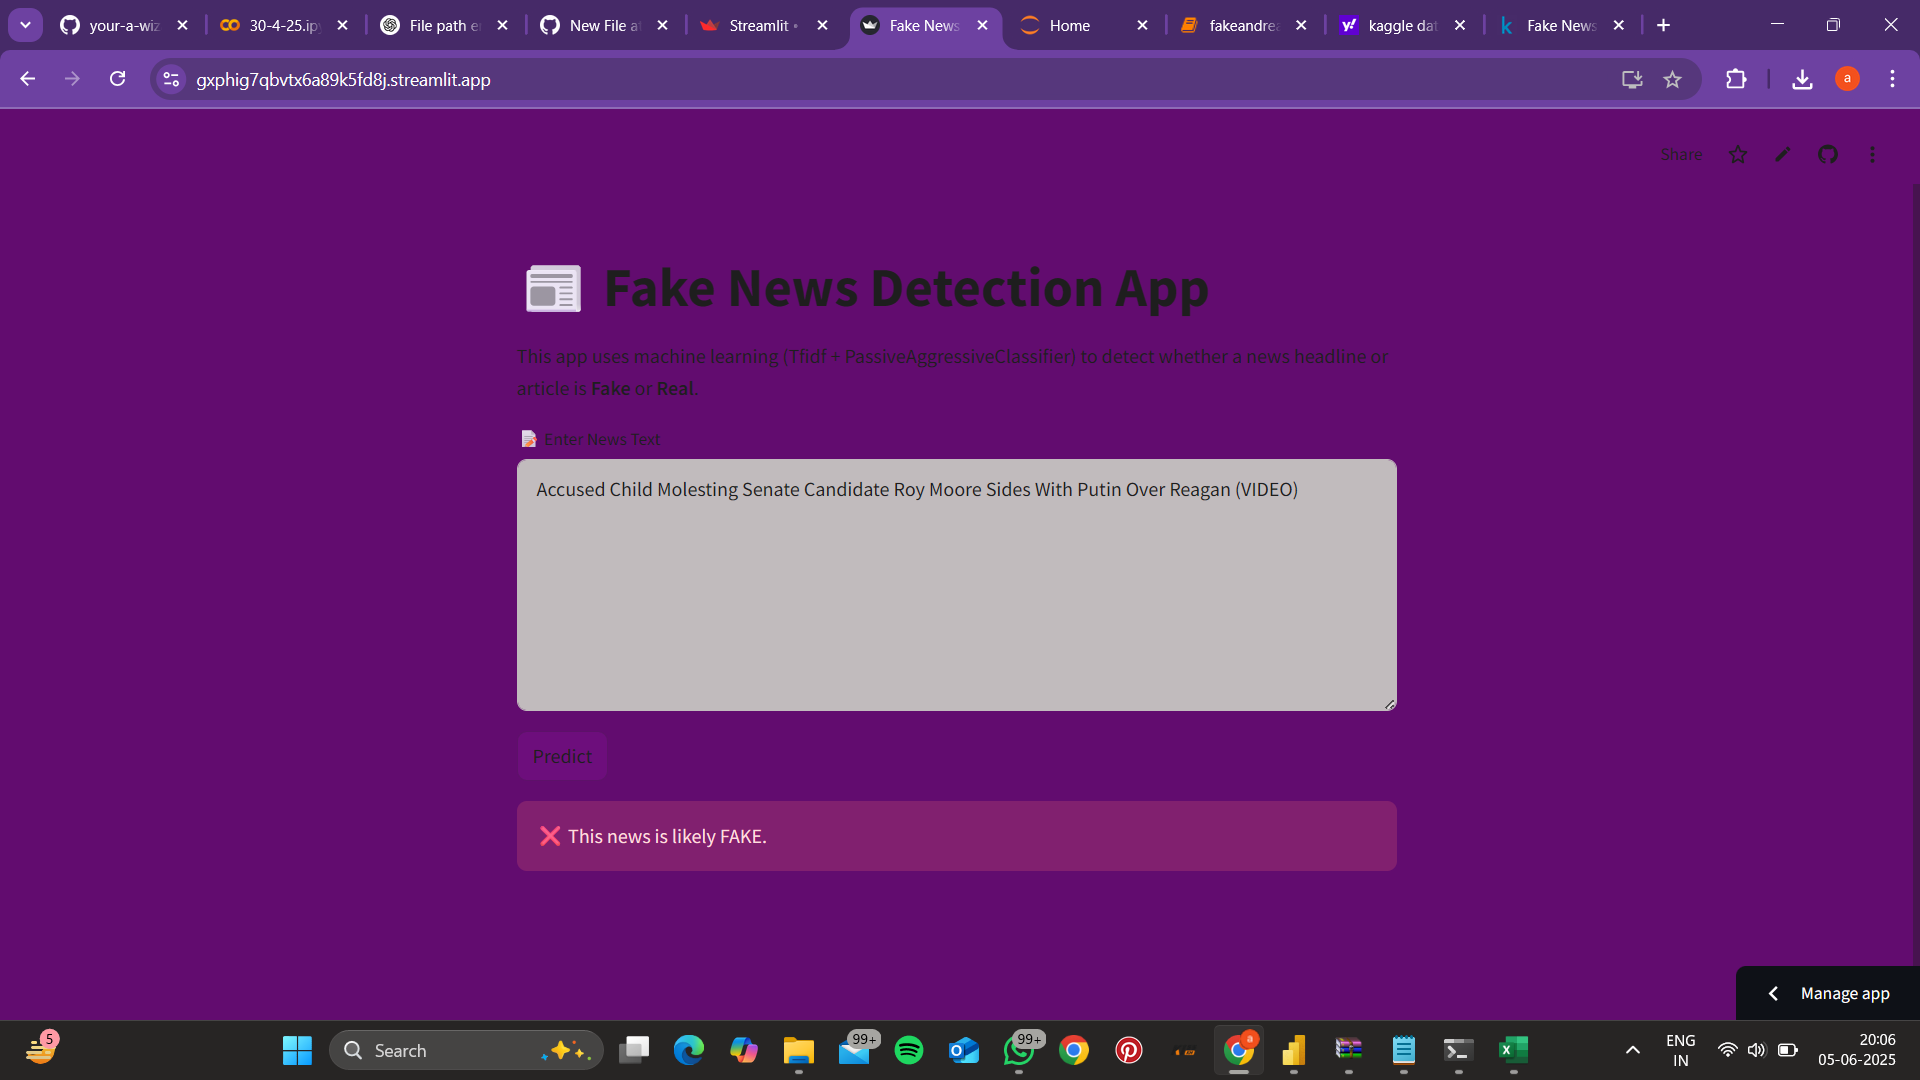 your-a-wiz
30-4-25.ip
File path er
New File at
Streamlit •
Fake News
Home
fakeandrea
kaggle dat
Fake News
gxphig7qbvtx6a89k5fd8j.streamlit.app
a
Share
Fake News Detection App
This app uses machine learning (Tfidf + PassiveAggressiveClassifier) to detect whether a news headline or
article is Fake or Real.
Enter News Text
Accused Child Molesting Senate Candidate Roy Moore Sides With Putin Over Reagan (VIDEO)
Predict
This news is likely FAKE.
Manage app
5
Search
99+
99+
a
ENG
IN
20:06
05-06-2025